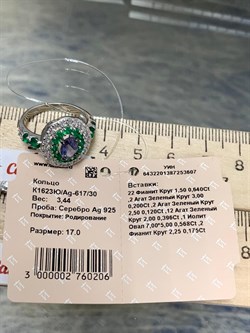 УИН
6432201387253607
Кольцо
К1623Ю/Ag-617/30
Вес:
3,44
Проба: Серебро Ag 925
Покрытие: Родирование
Размер: 17.0
3 000002 760206
Вставки:
22 Фианит Круг 1,50 0,640Ct
,2 Агат Зеленый Круг 3,00
0,200Ct ,2 Агат Зеленый Круг
2,50 0,120Ct ,12 Агат Зеленый
Круг 2,00 0,396Ct ,1 Иолит
Овал 7,00*5,00 0,568Ct ,2
Фианит Круг 2,25 0,175Ct